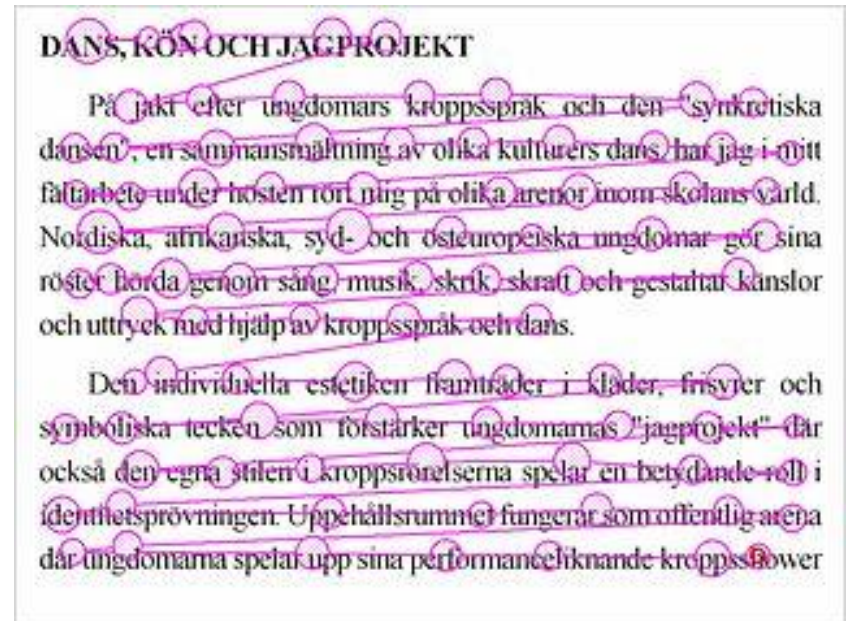 DANS, KÖN OCH JAGPROJEKT
På jakt efter ungdomars kroppsspråk och den "synkretiska
dansen", en sammansmältning av olika kulturers dans, har jag i mitt
fältarbete under hösten rört mig på olika arenor inom skolans värld.
Nordiska, afrikanska, syd- och östeuropeiska ungdomar gör sina
röster hörda genom sång, musik, skrik, skratt och gestaltar känslor
och uttryck med hjälp av kroppsspråk och dans.
Den individuella estetiken framträder i kläder, frisyrer och
symboliska tecken som förstärker ungdomarnas "jagprojekt" där
också den egna stilen i kroppsrörelserna spelar en betydande roll i
identitetsprövningen. Uppehållsrummet fungerar som offentlig arena
där ungdomarna spelar upp sina performanceliknande kroppsshower